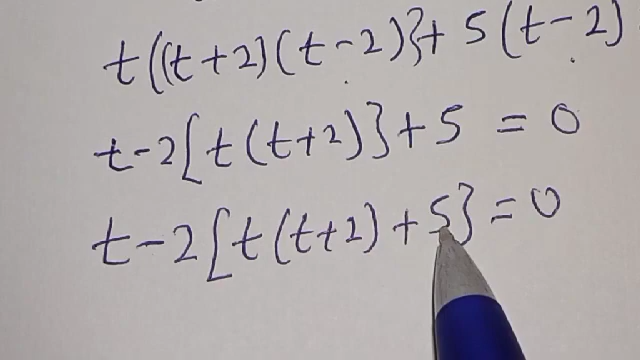 t((t+2)(t-2)}+ 5(t-2)
t-2[t(t+2)}+5 = 0
t-2[t(t+2)+5}=0